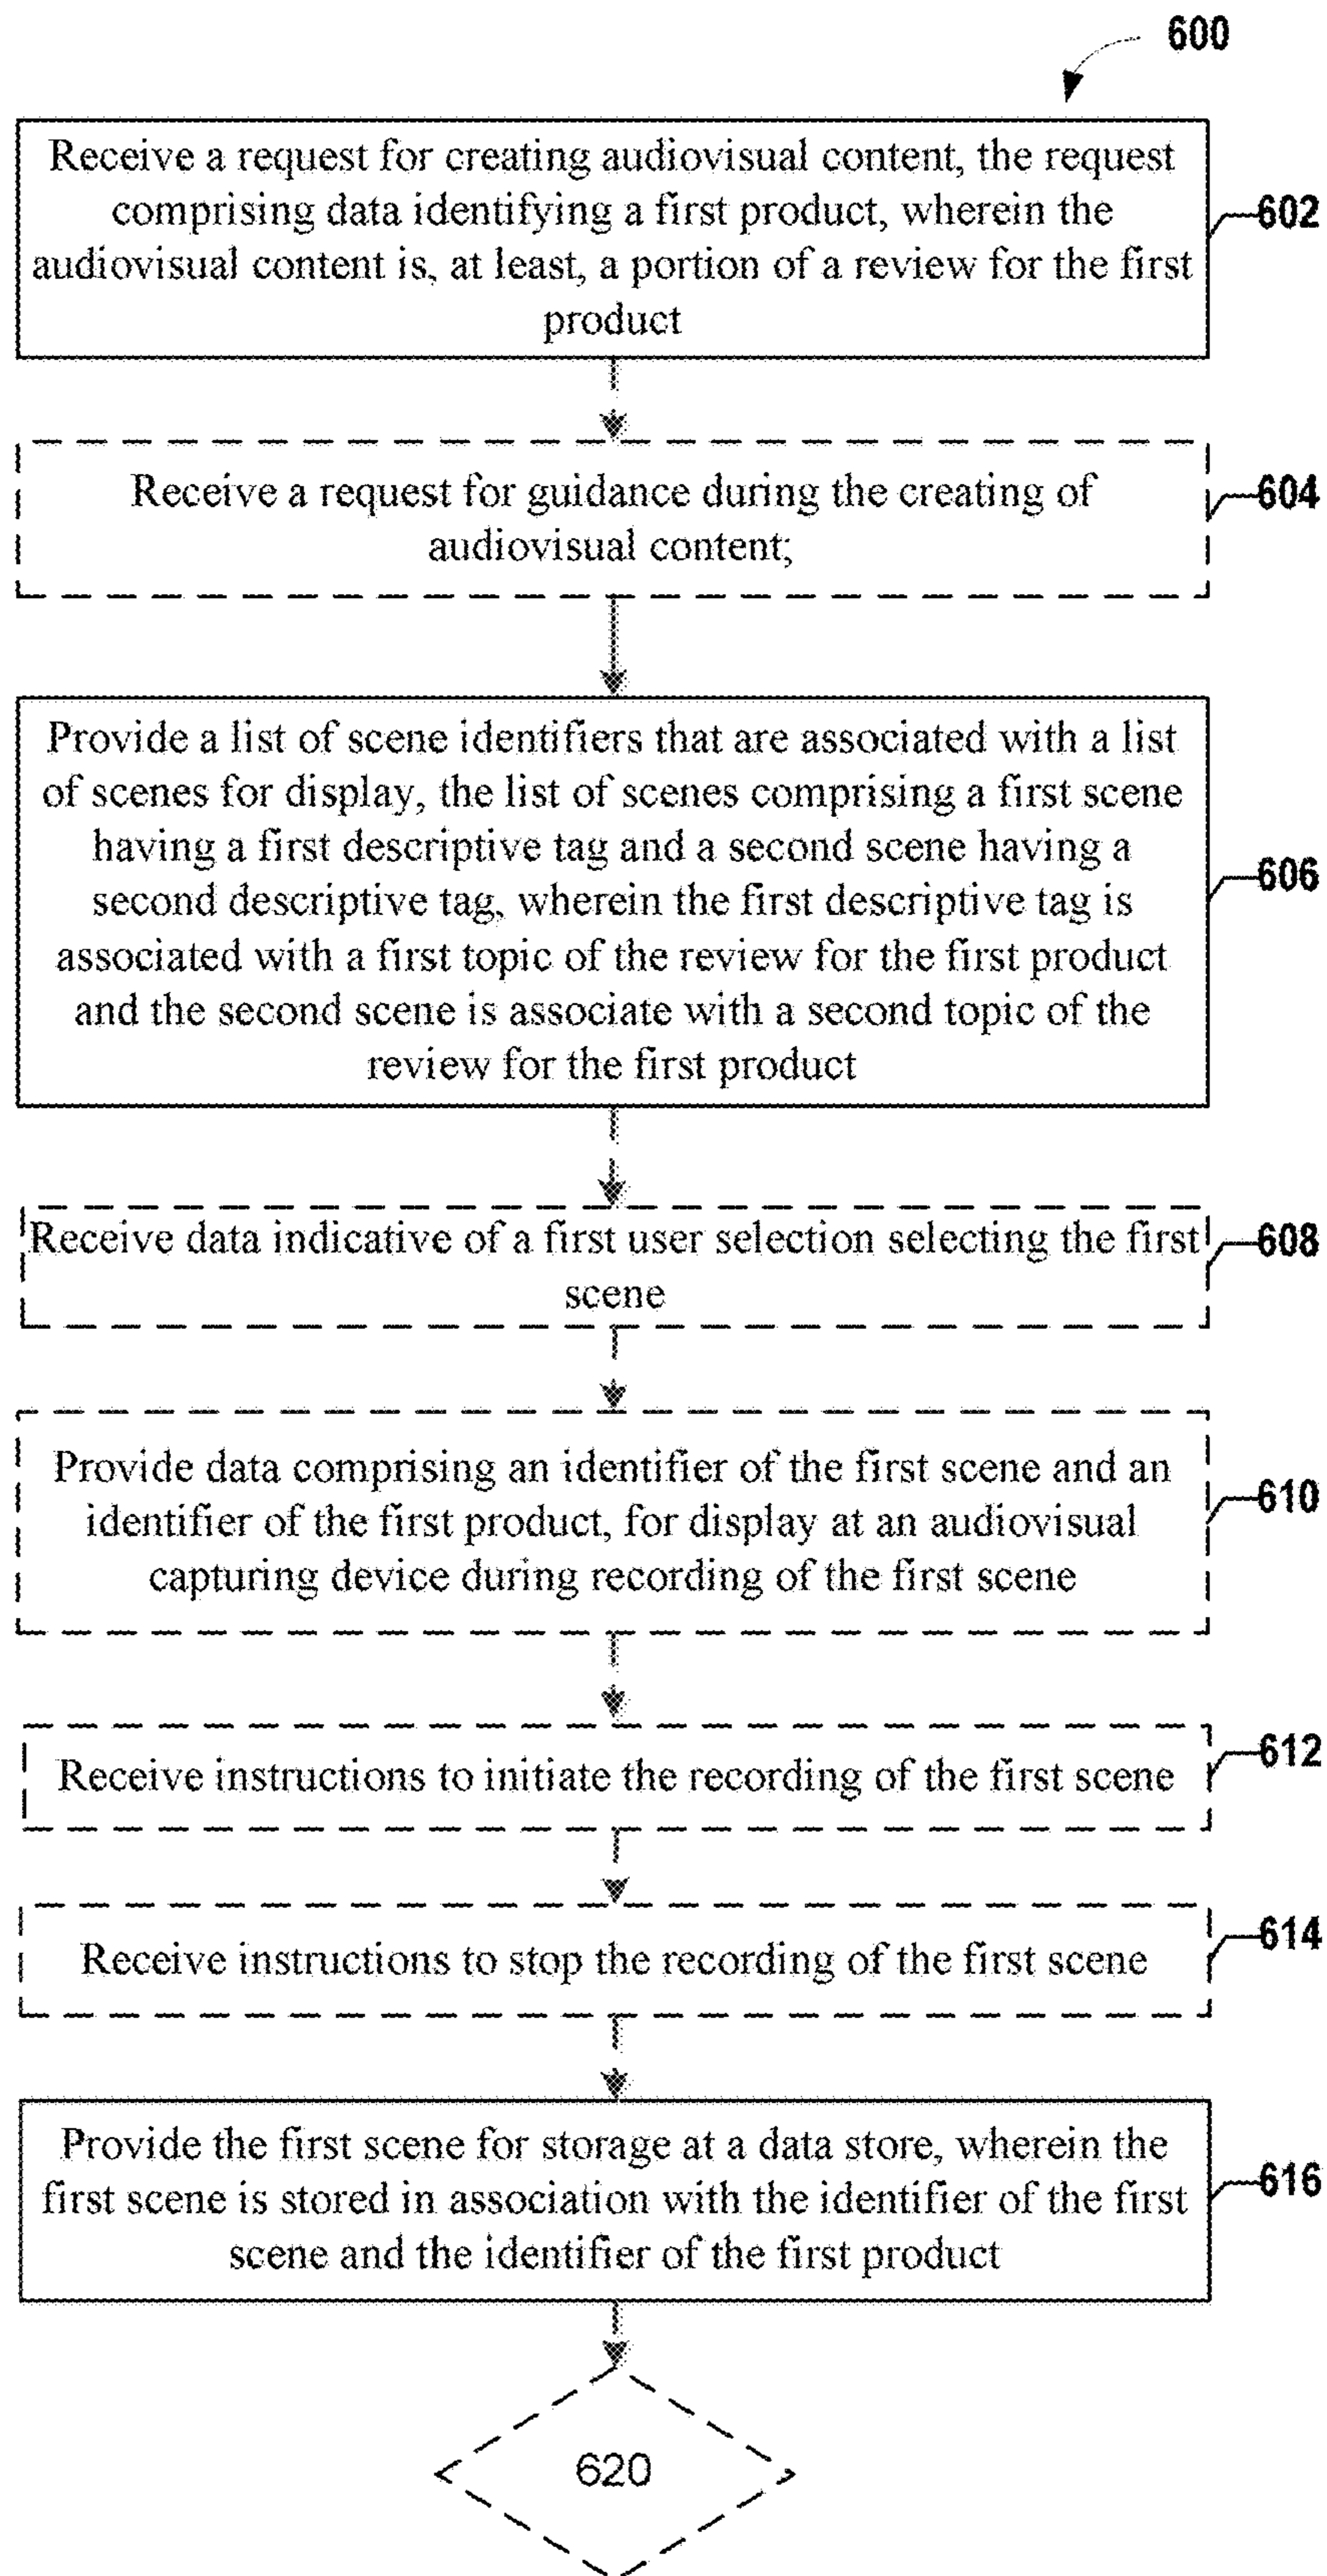 600
Receive a request for creating audiovisual content, the request
comprising data identifying a first product, wherein the
audiovisual content is, at least, a portion of a review for the first
product
602
Receive a request for guidance during the creating of
audiovisual content;
604
Provide a list of scene identifiers that are associated with a list
of scenes for display, the list of scenes comprising a first scene
having a first descriptive tag and a second scene having a
second descriptive tag, wherein the first descriptive tag is
associated with a first topic of the review for the first product
and the second scene is associate with a second topic of the
review for the first product
606
Receive data indicative of a first user selection selecting the first
scene
608
Provide data comprising an identifier of the first scene and an
identifier of the first product, for display at an audiovisual
capturing device during recording of the first scene
610
Receive instructions to initiate the recording of the first scene
612
Receive instructions to stop the recording of the first scene
614
Provide the first scene for storage at a data store, wherein the
first scene is stored in association with the identifier of the first
scene and the identifier of the first product
616
620